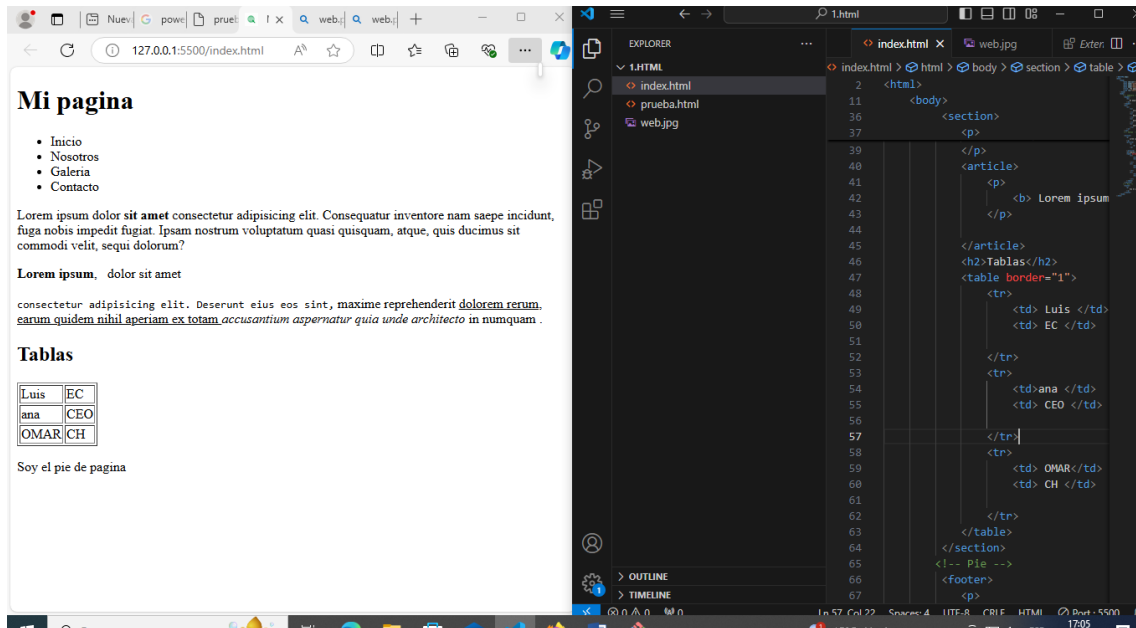 Nuev
powe
prueb
web.p
web.p
127.0.0.1:5500/index.html
Mi pagina
Inicio
Nosotros
Galeria
Contacto
Lorem ipsum dolor sit amet consectetur adipisicing elit. Consequatur inventore nam saepe incidunt,
fuga nobis impedit fugiat. Ipsam nostrum voluptatum quasi quisquam, atque, quis ducimus sit
commodi velit, sequi dolorum?
Lorem ipsum, dolor sit amet
consectetur adipisicing elit. Deserunt eius eos sint, maxime reprehenderit dolorem rerum,
earum quidem nihil aperiam ex totam accusantium aspernatur quia unde architecto in numquam .
Tablas
Luis EC
ana CEO
OMAR CH
Soy el pie de pagina
1.html
EXPLORER
1.HTML
index.html
prueba.html
web.jpg
OUTLINE
TIMELINE
index.html web.jpg Exten
index.html > html > body > section > table >
2 <html>
11 <body>
36 <section>
37 <p>
39 </p>
40 <article>
41 <p>
42 <b> Lorem ipsum
43 </p>
44
45 </article>
46 <h2>Tablas</h2>
47 <table border="1">
48 <tr>
49 <td> Luis </td>
50 <td> EC </td>
51
52 </tr>
53 <tr>
54 <td>ana </td>
55 <td> CEO </td>
56
57 </tr>
58 <tr>
59 <td> OMAR</td>
60 <td> CH </td>
61
62 </tr>
63 </table>
64 </section>
65 <!-- Pie -->
66 <footer>
67 <p>
0 0 0 Ln 57, Col 22 Spaces: 4 UTF-8 CRLF HTML Port : 5500
17:05